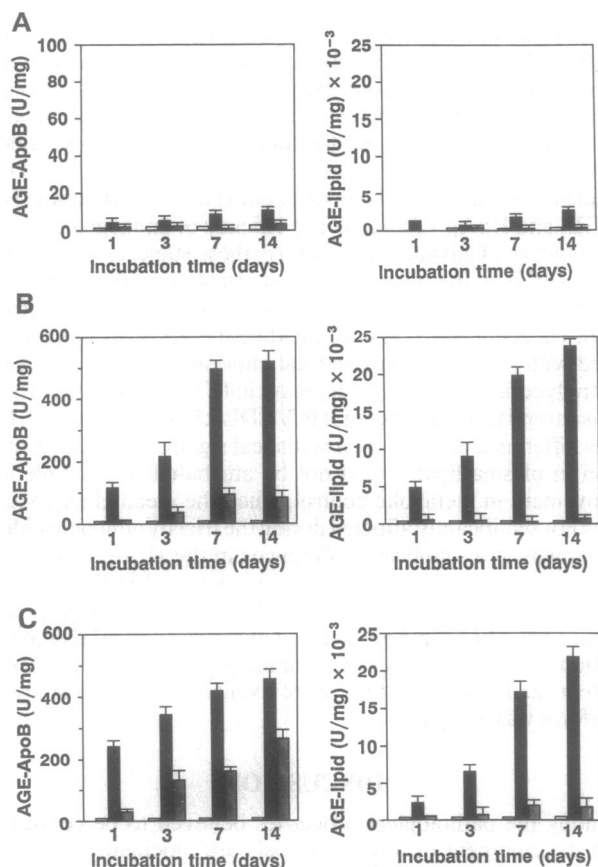 A
AGE-ApoB (U/mg)
100
80
60
40
20
0
1 3 7 14
Incubation time (days)
AGE-lipid (U/mg) × 10⁻³
25
20
15
10
5
0
1 3 7 14
Incubation time (days)
B
AGE-ApoB (U/mg)
600
400
200
0
1 3 7 14
Incubation time (days)
AGE-lipid (U/mg) × 10⁻³
25
20
15
10
5
0
1 3 7 14
Incubation time (days)
C
AGE-ApoB (U/mg)
600
400
200
0
1 3 7 14
Incubation time (days)
AGE-lipid (U/mg) × 10⁻³
25
20
15
10
5
0
1 3 7 14
Incubation time (days)